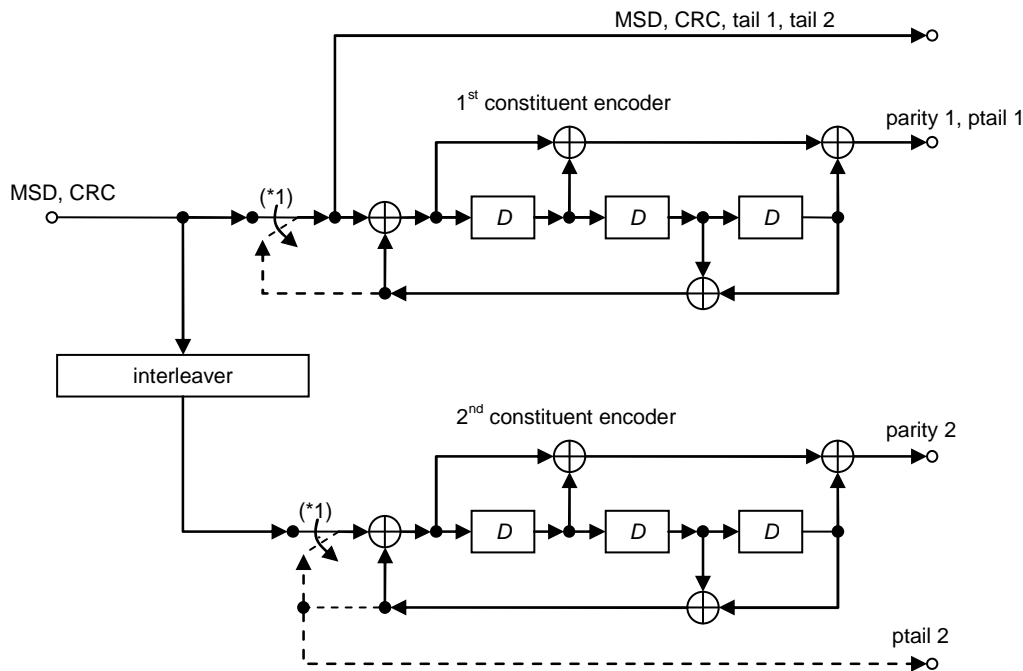 MSD, CRC, tail 1, tail 2
1st constituent encoder
parity 1, ptail 1
MSD, CRC
(*1)
D
D
D
interleaver
2nd constituent encoder
parity 2
(*1)
D
D
D
ptail 2